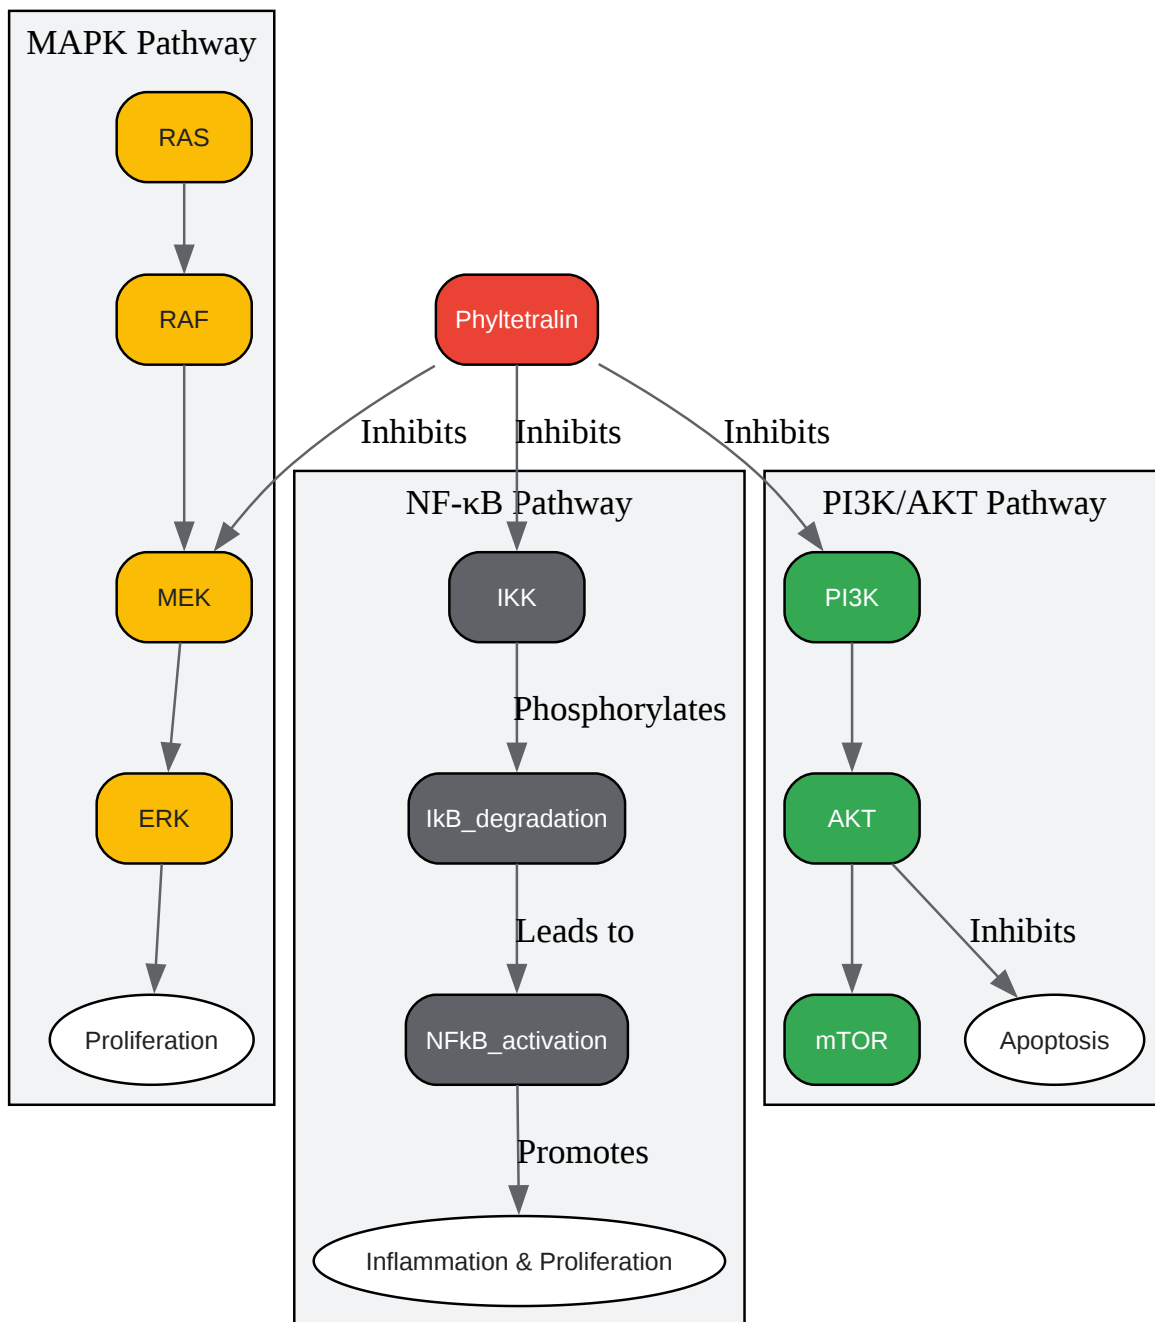 MAPK Pathway
RAS
RAF
Phyltetralin
Inhibits
Inhibits
Inhibits
NF-κB Pathway
PI3K/AKT Pathway
MEK
IKK
PI3K
Phosphorylates
ERK
IkB_degradation
AKT
Leads to
Inhibits
Proliferation
NFkB_activation
mTOR
Apoptosis
Promotes
Inflammation & Proliferation